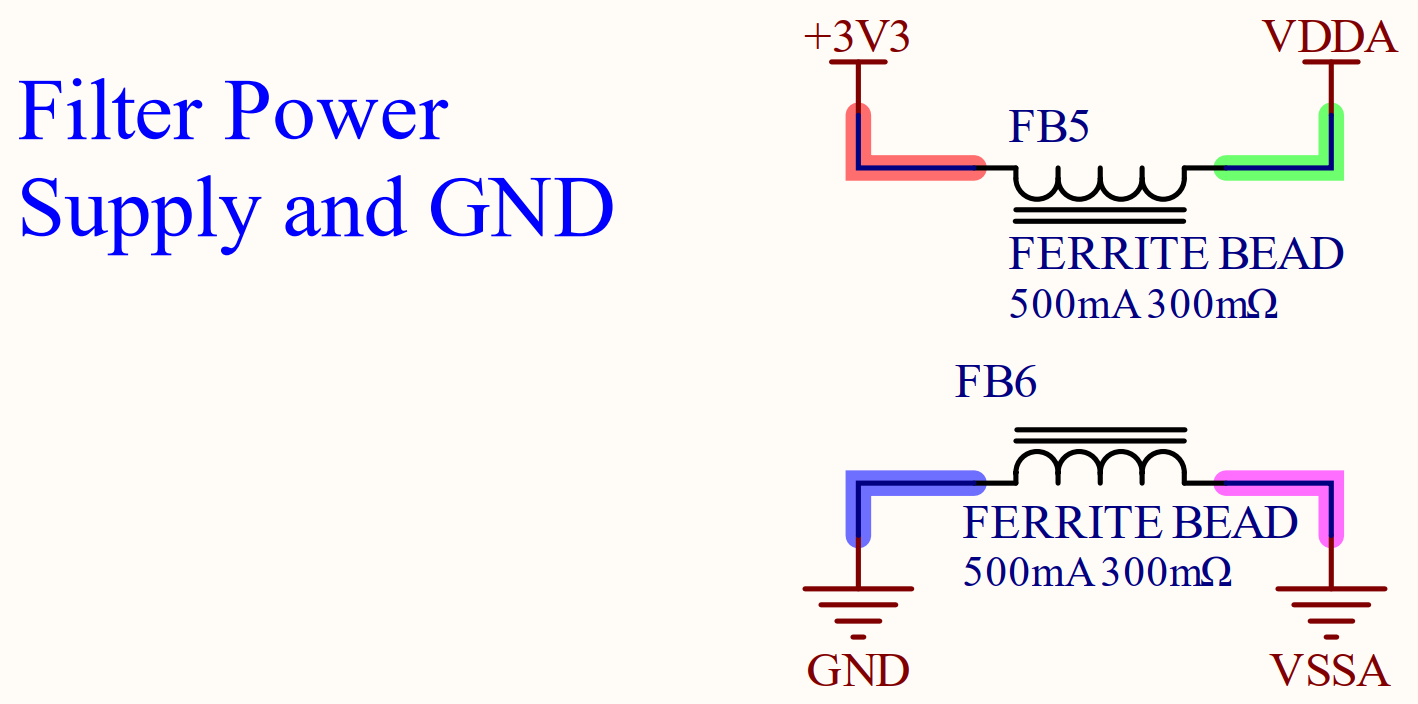 Filter Power
Supply and GND
+3V3
VDDA
FB5
FERRITE BEAD
500mA 300mΩ
FB6
FERRITE BEAD
500mA 300mΩ
GND
VSSA